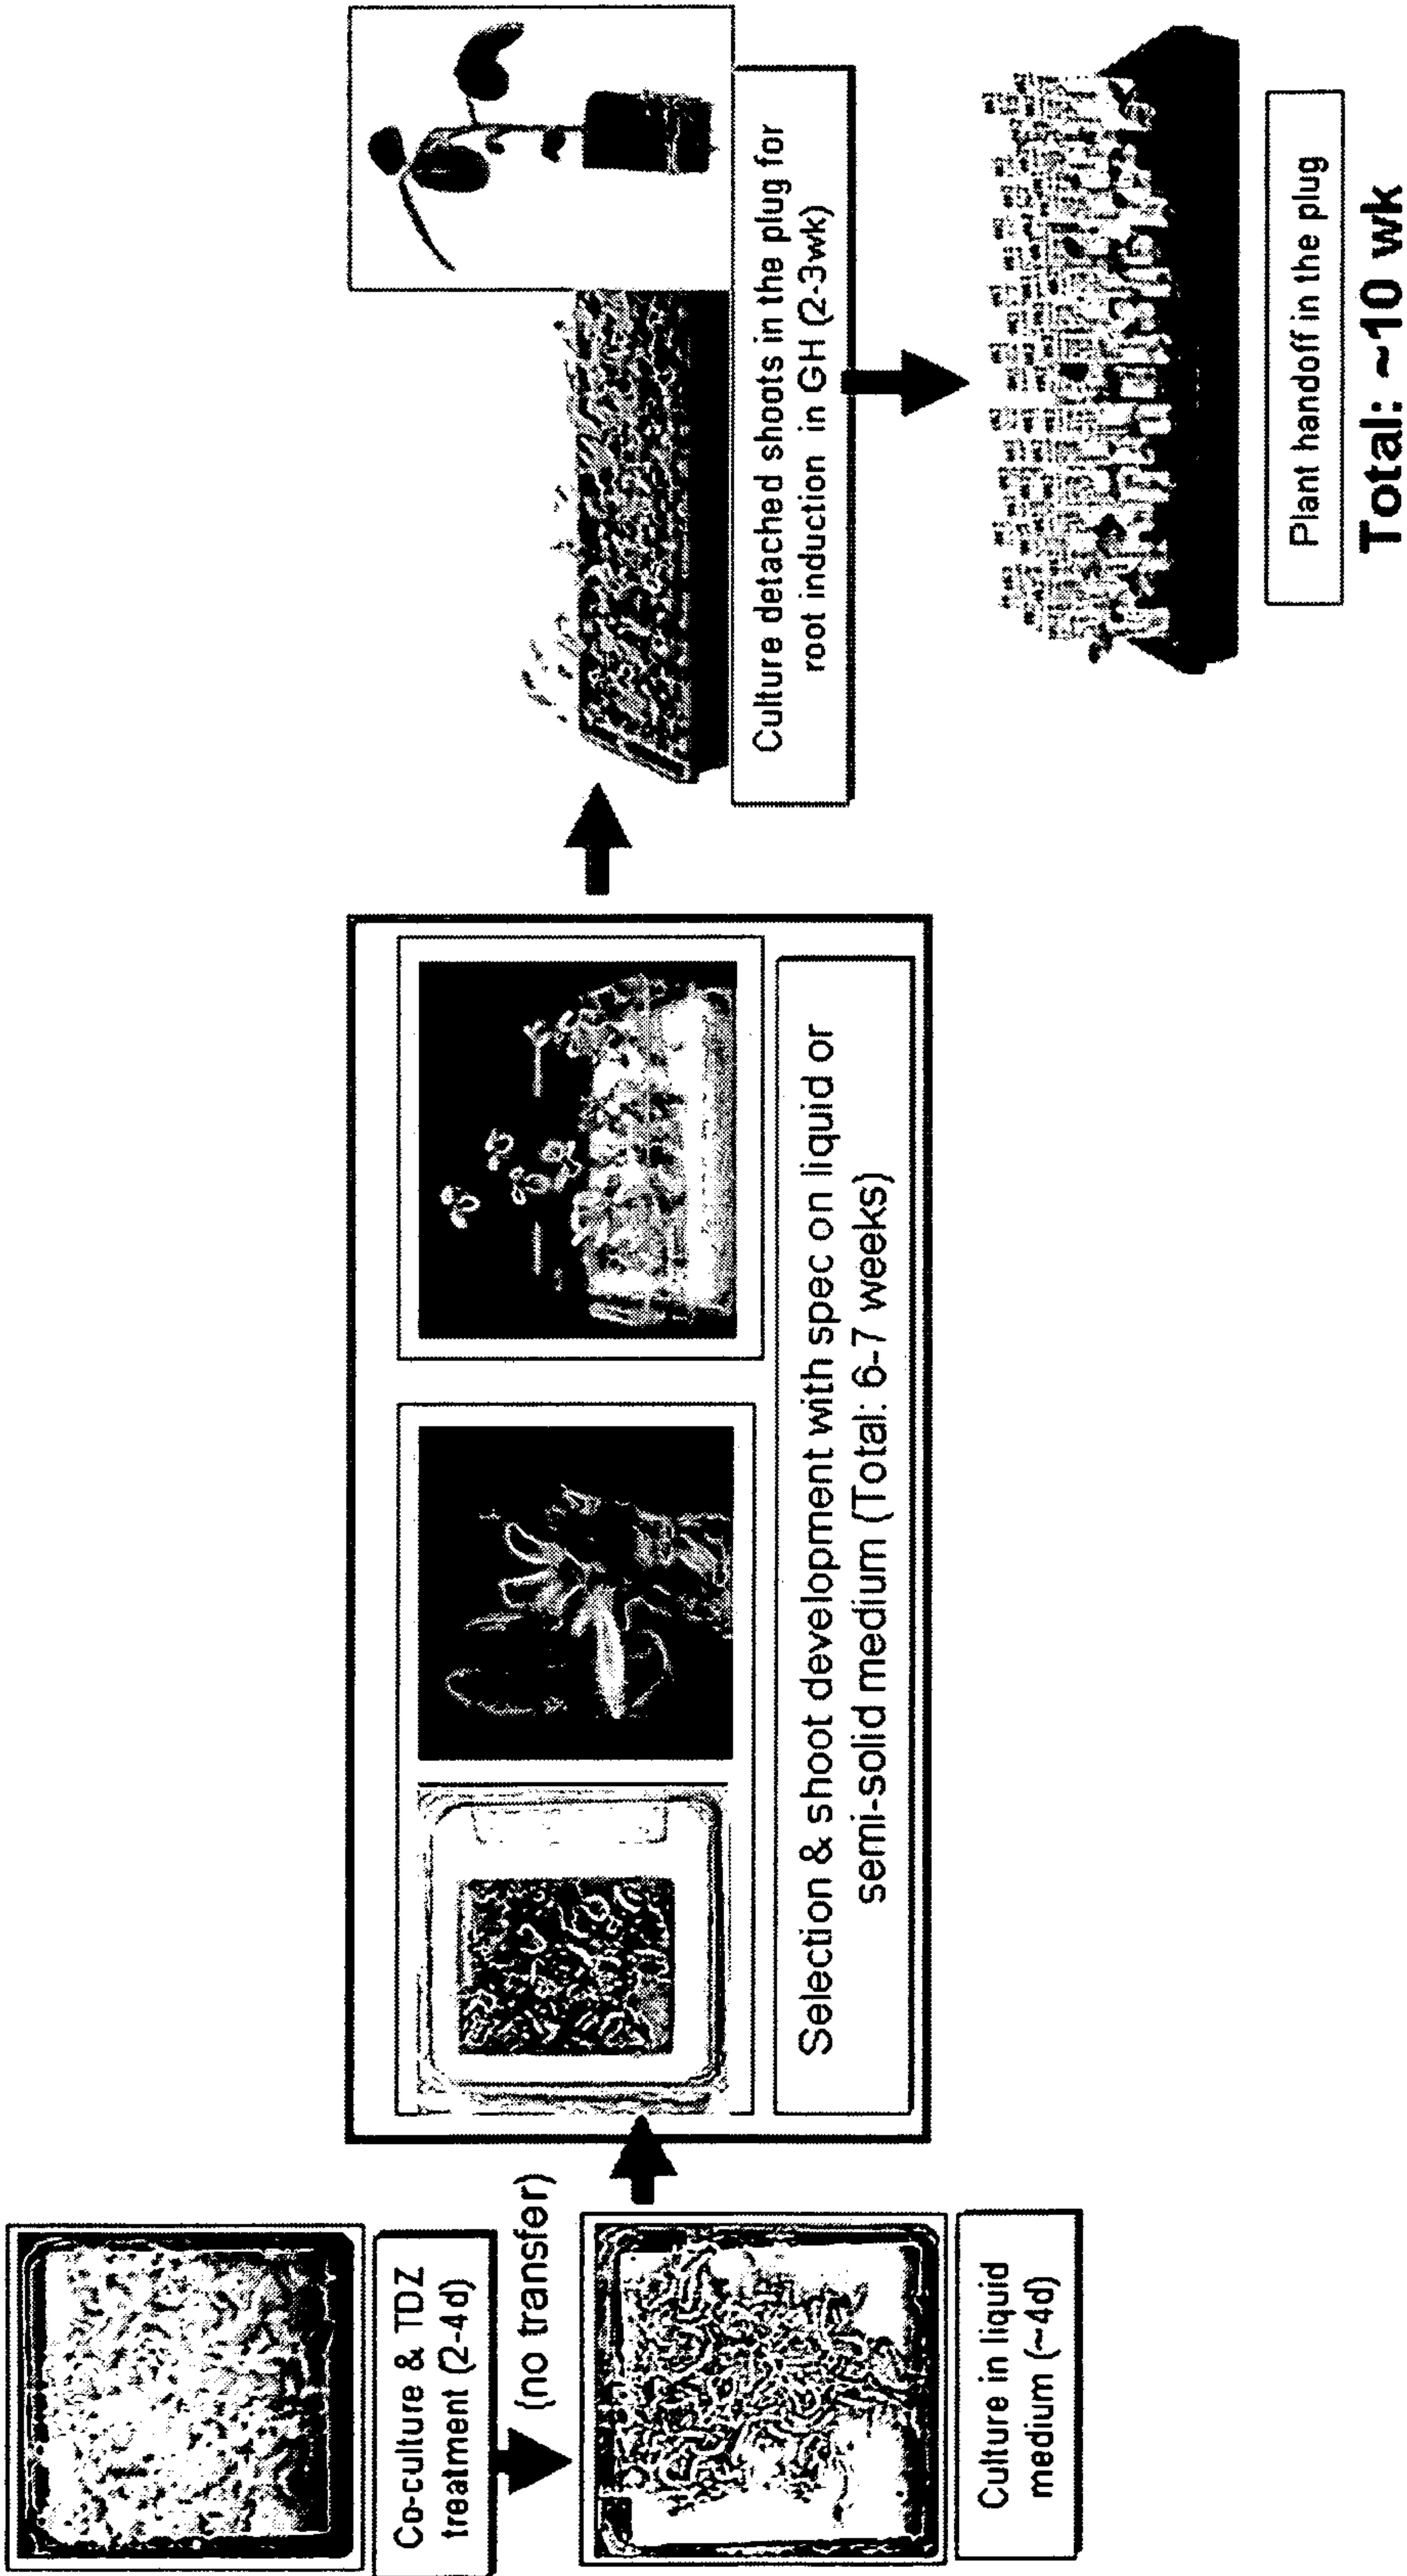 Co-culture & TDZ
treatment (2-4d)
(no transfer)
Culture in liquid
medium (~4d)
Selection & shoot development with spec on liquid or
semi-solid medium (Total: 6-7 weeks)
Culture detached shoots in the plug for
root induction in GH (2-3wk)
Plant handoff in the plug
Total: ~10 wk